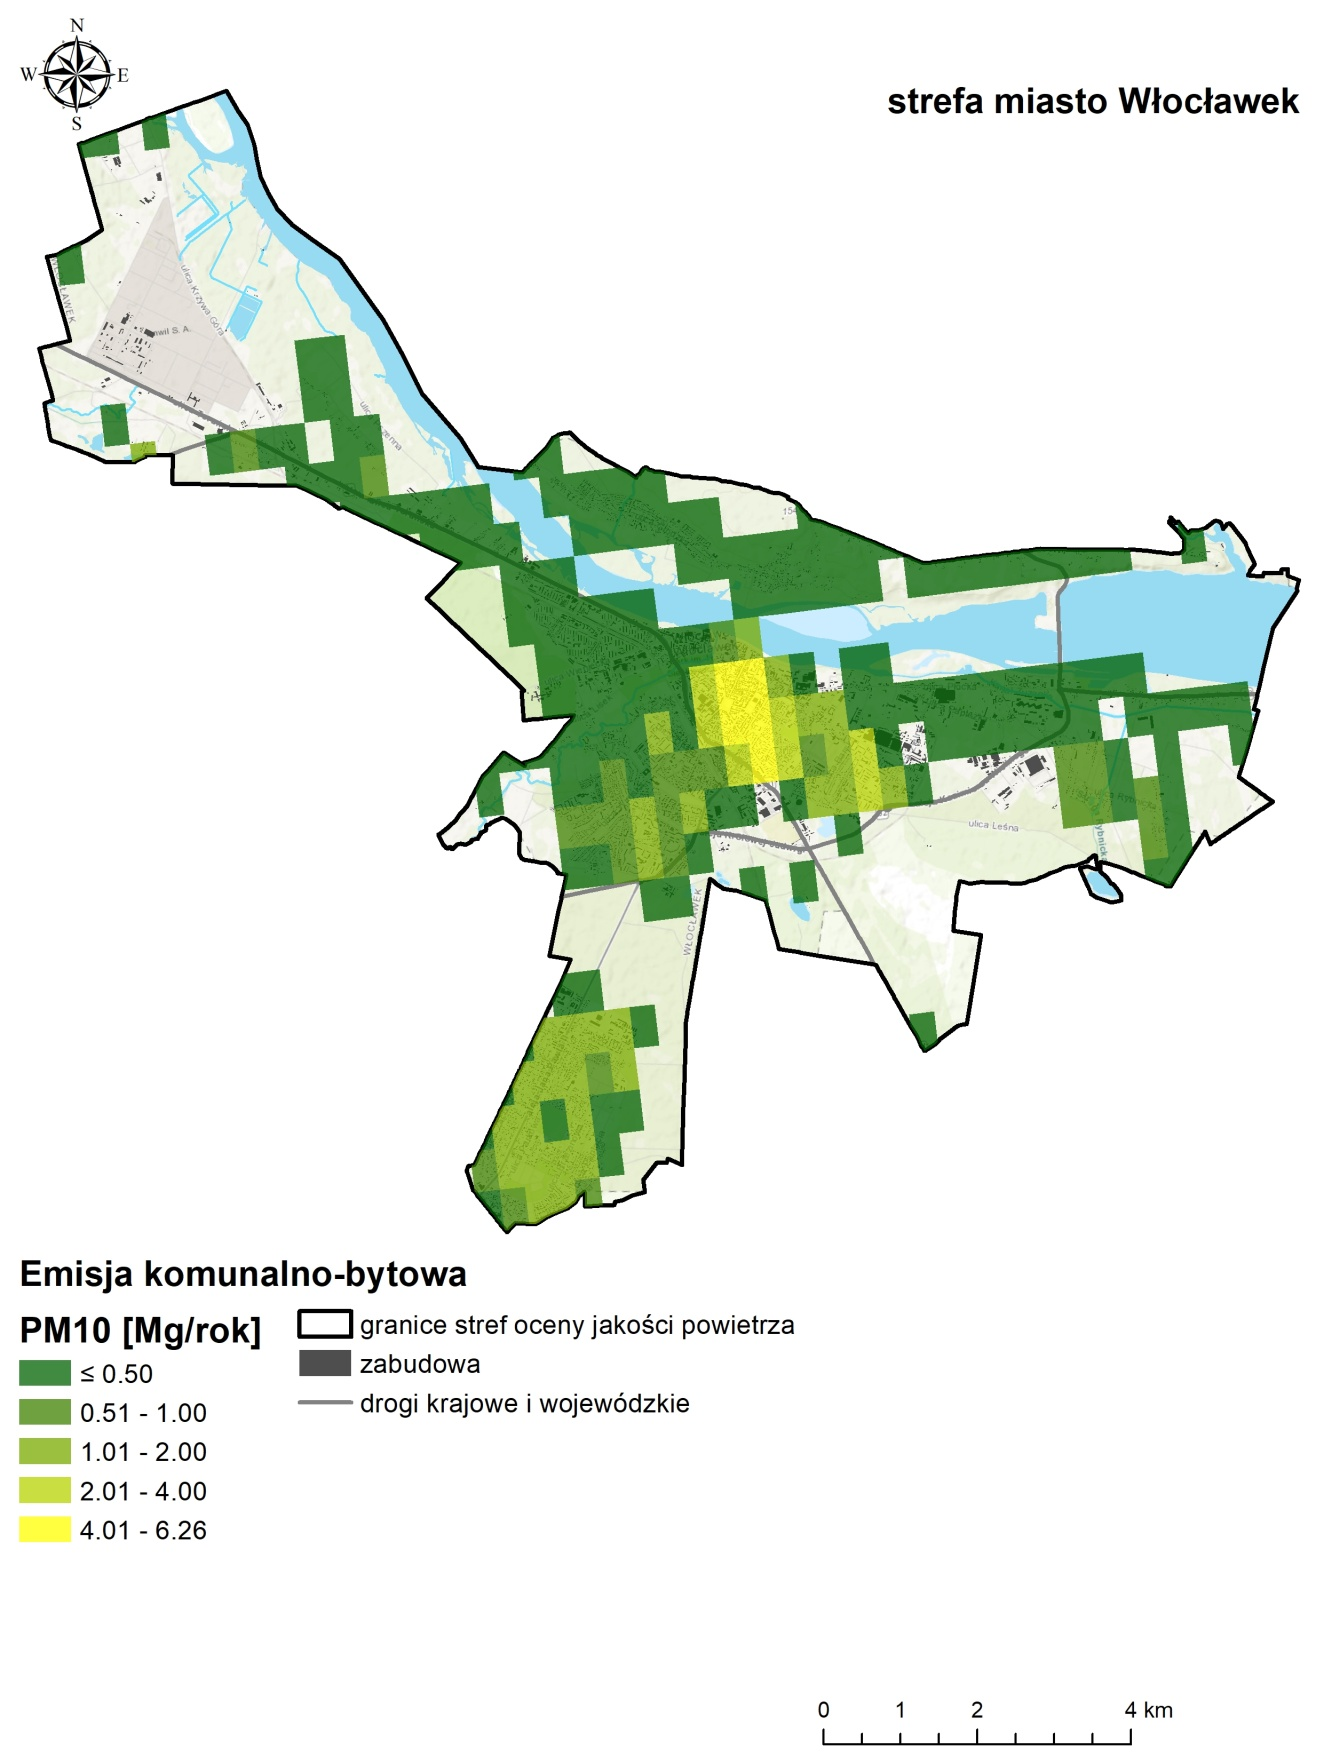 N
W E
S
strefa miasto Włocławek
ulica Krzywa Góra
wil S. A.
154
ulica Leśna
WŁOCŁAWEK
Emisja komunalno-bytowa
PM10 [Mg/rok]
≤ 0.50
0.51 - 1.00
1.01 - 2.00
2.01 - 4.00
4.01 - 6.26
granice stref oceny jakości powietrza
zabudowa
drogi krajowe i wojewódzkie
0 1 2 4 km